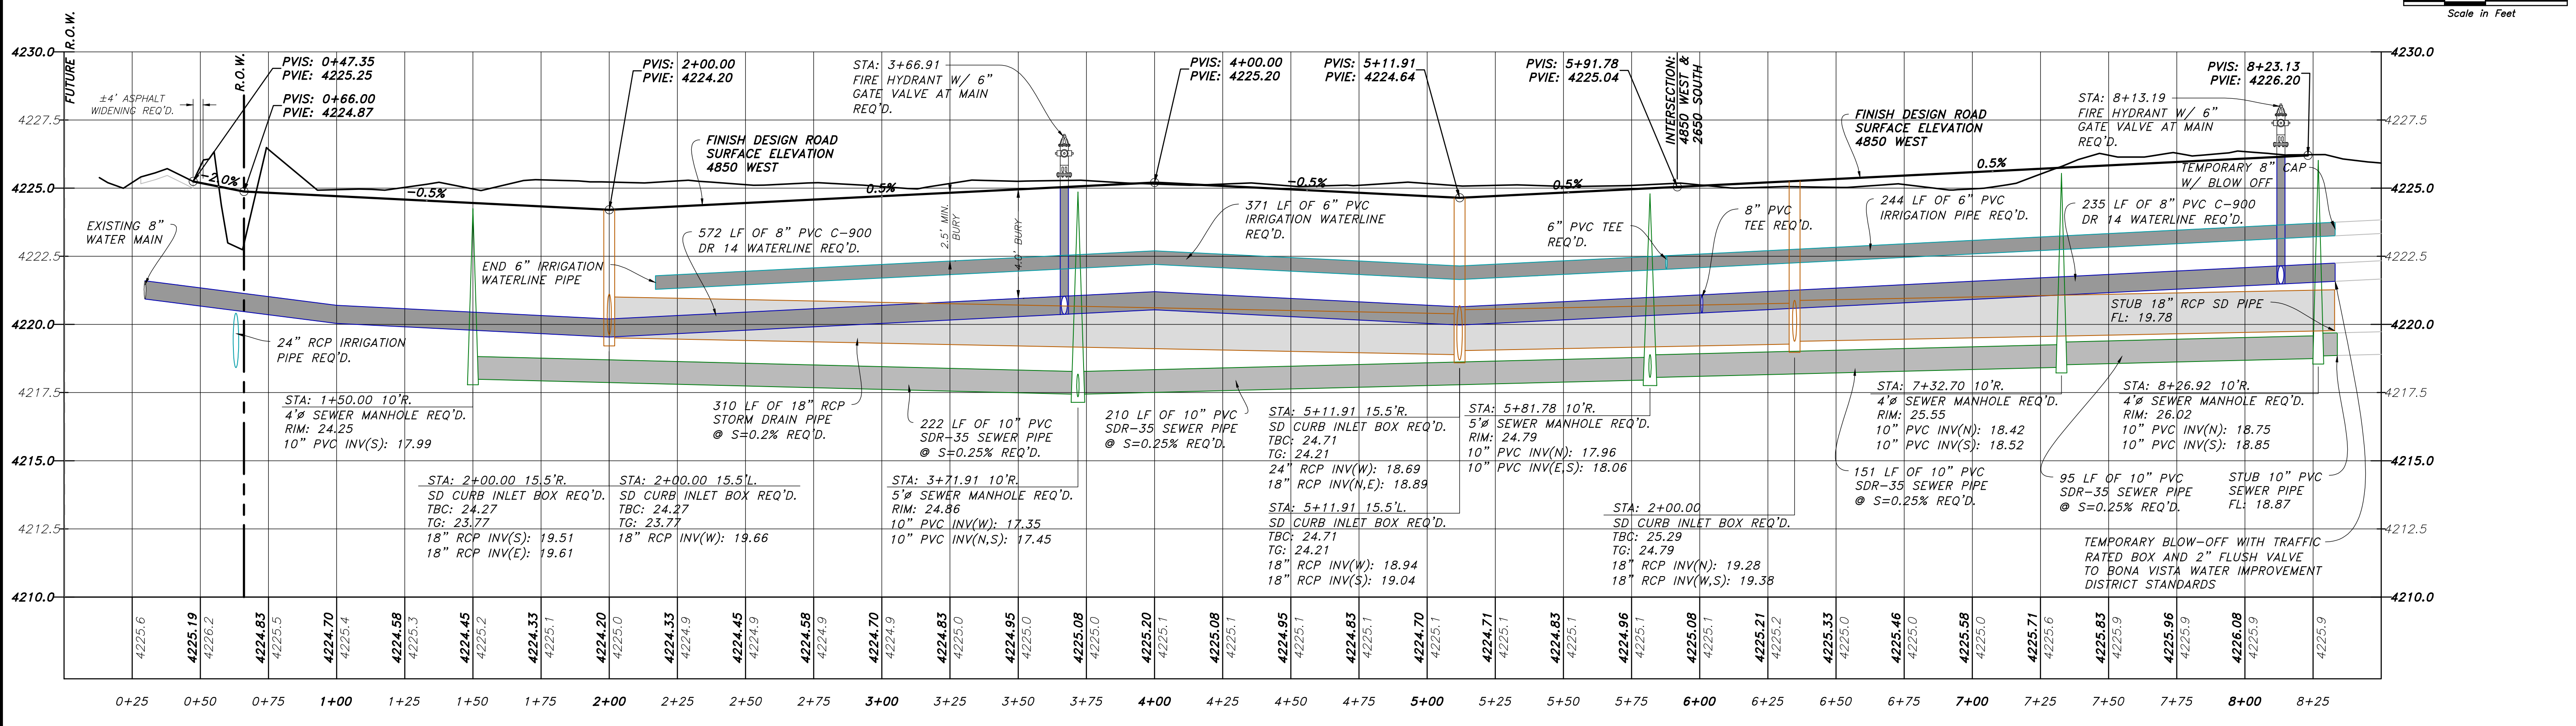 Scale in Feet
FUTURE R.O.W.
R.O.W.
4230.0
4227.5
4225.0
4222.5
4220.0
4217.5
4215.0
4212.5
4210.0
±4' ASPHALT
WIDENING REQ'D.
PVIS: 0+47.35
PVIE: 4225.25
PVIS: 0+66.00
PVIE: 4224.87
-2.0%
-0.5%
EXISTING 8"
WATER MAIN
24" RCP IRRIGATION
PIPE REQ'D.
STA: 1+50.00 10'R.
4'ø SEWER MANHOLE REQ'D.
RIM: 24.25
10" PVC INV(S): 17.99
PVIS: 2+00.00
PVIE: 4224.20
FINISH DESIGN ROAD
SURFACE ELEVATION
4850 WEST
572 LF OF 8" PVC C-900
DR 14 WATERLINE REQ'D.
END 6" IRRIGATION
WATERLINE PIPE
STA: 2+00.00 15.5'R.
SD CURB INLET BOX REQ'D.
TBC: 24.27
TG: 23.77
18" RCP INV(S): 19.51
18" RCP INV(E): 19.61
STA: 2+00.00 15.5'L.
SD CURB INLET BOX REQ'D.
TBC: 24.27
TG: 23.77
18" RCP INV(W): 19.66
310 LF OF 18" RCP
STORM DRAIN PIPE
@ S=0.2% REQ'D.
STA: 3+66.91
FIRE HYDRANT W/ 6"
GATE VALVE AT MAIN
REQ'D.
0.5%
2.5' MIN.
BURY
4.0' BURY
222 LF OF 10" PVC
SDR-35 SEWER PIPE
@ S=0.25% REQ'D.
STA: 3+71.91 10'R.
5'ø SEWER MANHOLE REQ'D.
RIM: 24.86
10" PVC INV(W): 17.35
10" PVC INV(N,S): 17.45
PVIS: 4+00.00
PVIE: 4225.20
371 LF OF 6" PVC
IRRIGATION WATERLINE
REQ'D.
-0.5%
210 LF OF 10" PVC
SDR-35 SEWER PIPE
@ S=0.25% REQ'D.
PVIS: 5+11.91
PVIE: 4224.64
STA: 5+11.91 15.5'R.
SD CURB INLET BOX REQ'D.
TBC: 24.71
TG: 24.21
24" RCP INV(W): 18.69
18" RCP INV(N,E): 18.89
STA: 5+11.91 15.5'L.
SD CURB INLET BOX REQ'D.
TBC: 24.71
TG: 24.21
18" RCP INV(W): 18.94
18" RCP INV(S): 19.04
PVIS: 5+91.78
PVIE: 4225.04
0.5%
6" PVC TEE
REQ'D.
STA: 5+81.78 10'R.
5'ø SEWER MANHOLE REQ'D.
RIM: 24.79
10" PVC INV(N): 17.96
10" PVC INV(E,S): 18.06
INTERSECTION:
4850 WEST &
2650 SOUTH
8" PVC
TEE REQ'D.
STA: 2+00.00
SD CURB INLET BOX REQ'D.
TBC: 25.29
TG: 24.79
18" RCP INV(N): 19.28
18" RCP INV(W,S): 19.38
FINISH DESIGN ROAD
SURFACE ELEVATION
4850 WEST
0.5%
244 LF OF 6" PVC
IRRIGATION PIPE REQ'D.
235 LF OF 8" PVC C-900
DR 14 WATERLINE REQ'D.
STA: 8+13.19
FIRE HYDRANT W/ 6"
GATE VALVE AT MAIN
REQ'D.
PVIS: 8+23.13
PVIE: 4226.20
TEMPORARY 8" CAP
W/ BLOW OFF
STUB 18" RCP SD PIPE
FL: 19.78
STA: 7+32.70 10'R.
4'ø SEWER MANHOLE REQ'D.
RIM: 25.55
10" PVC INV(N): 18.42
10" PVC INV(S): 18.52
STA: 8+26.92 10'R.
4'ø SEWER MANHOLE REQ'D.
RIM: 26.02
10" PVC INV(N): 18.75
10" PVC INV(S): 18.85
151 LF OF 10" PVC
SDR-35 SEWER PIPE
@ S=0.25% REQ'D.
95 LF OF 10" PVC
SDR-35 SEWER PIPE
@ S=0.25% REQ'D.
STUB 10" PVC
SEWER PIPE
FL: 18.87
TEMPORARY BLOW-OFF WITH TRAFFIC
RATED BOX AND 2" FLUSH VALVE
TO BONA VISTA WATER IMPROVEMENT
DISTRICT STANDARDS
4230.0
4227.5
4225.0
4222.5
4220.0
4217.5
4215.0
4212.5
4210.0
4225.6
4225.19
4226.2
4224.83
4225.5
4224.70
4225.4
4224.58
4225.3
4224.45
4225.2
4224.33
4225.1
4224.20
4225.0
4224.33
4224.9
4224.45
4224.9
4224.58
4224.9
4224.70
4224.9
4224.83
4225.0
4224.95
4225.0
4225.08
4225.0
4225.20
4225.1
4225.08
4225.1
4224.95
4225.1
4224.83
4225.1
4224.70
4225.1
4224.71
4225.1
4224.83
4225.1
4224.96
4225.1
4225.08
4225.1
4225.21
4225.2
4225.33
4225.0
4225.46
4225.0
4225.58
4225.0
4225.71
4225.6
4225.83
4225.9
4225.96
4225.9
4226.08
4225.9
4225.9
0+25 0+50 0+75 1+00 1+25 1+50 1+75 2+00 2+25 2+50 2+75 3+00 3+25 3+50 3+75 4+00 4+25 4+50 4+75 5+00 5+25 5+50 5+75 6+00 6+25 6+50 6+75 7+00 7+25 7+50 7+75 8+00 8+25